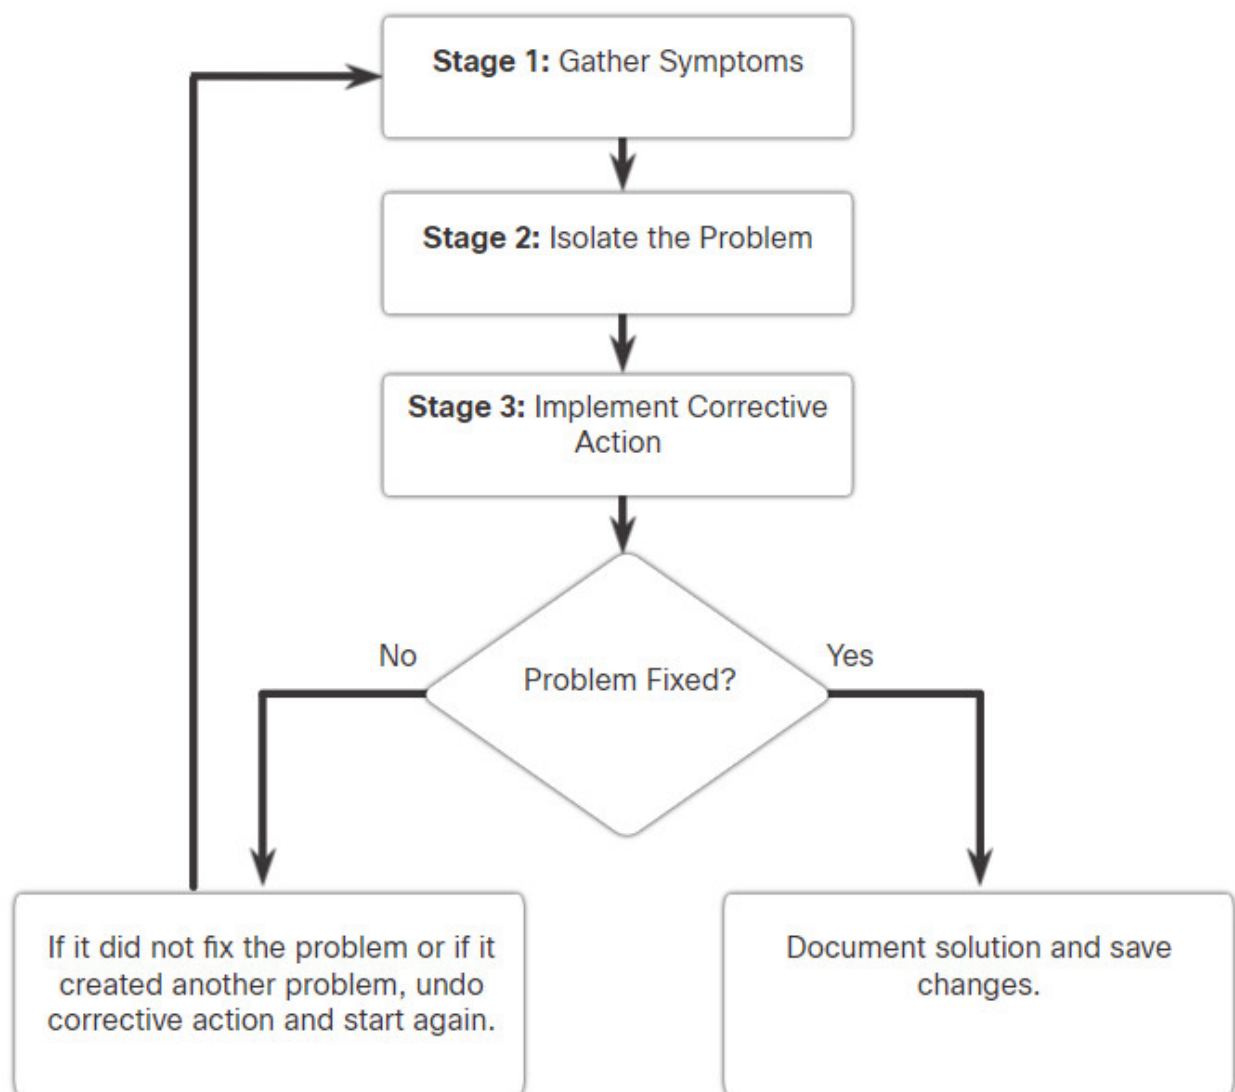 Stage 1: Gather Symptoms
Stage 2: Isolate the Problem
Stage 3: Implement Corrective
Action
Problem Fixed?
No
Yes
If it did not fix the problem or if it
created another problem, undo
corrective action and start again.
Document solution and save
changes.